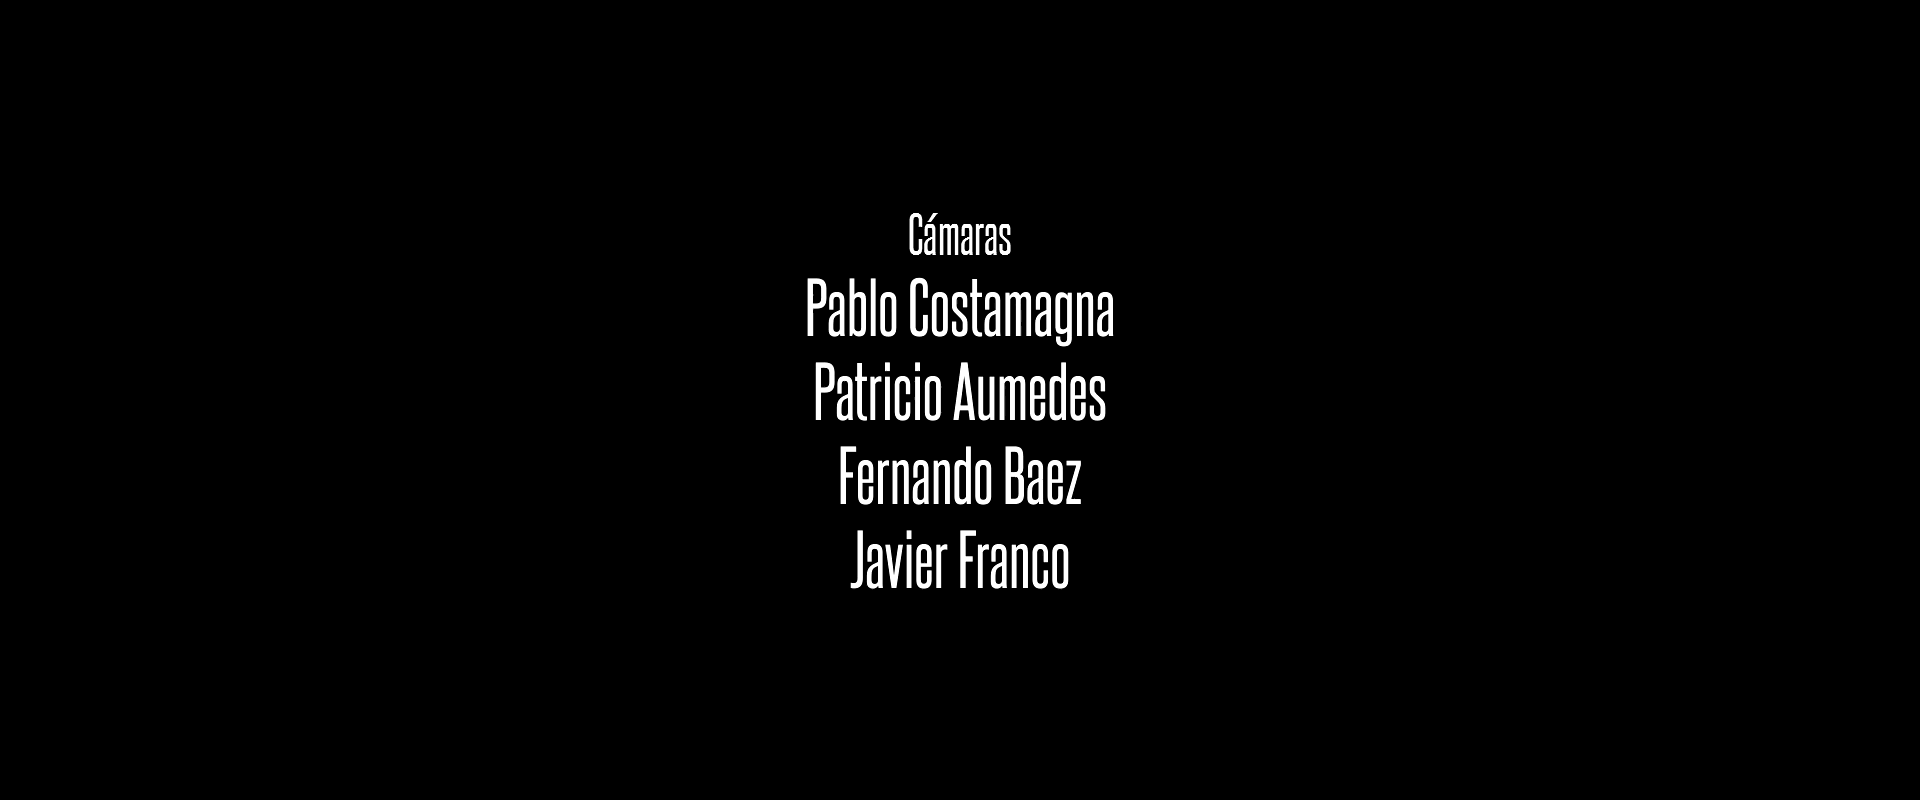 Cámaras
Pablo Costamagna
Patricio Aumedes
Fernando Baez
Javier Franco